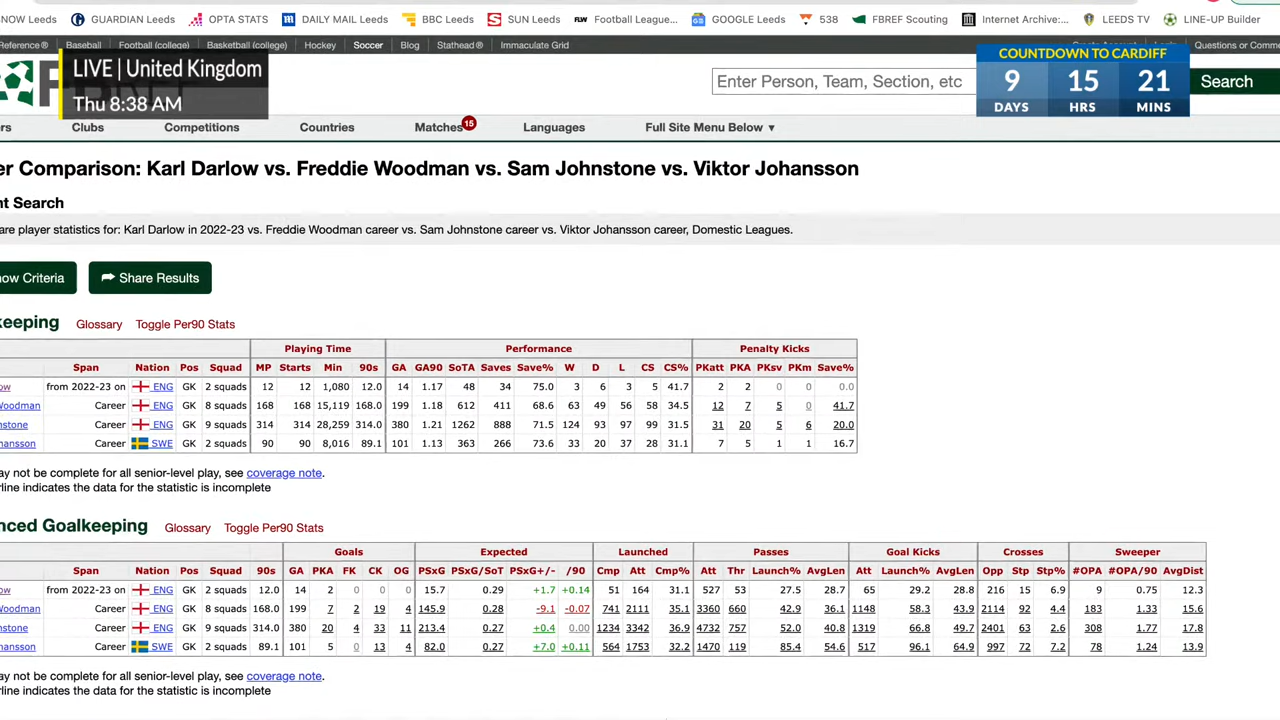 NOW Leeds GUARDIAN Leeds OPTA STATS DAILY MAIL Leeds BBC Leeds SUN Leeds FLW Football League... GOOGLE Leeds 538 FBREF Scouting Internet Archive:... LEEDS TV LINE-UP Builder
Reference® Baseball Football (college) Basketball (college) Hockey Soccer Blog Stathead® Immaculate Grid Questions or Comme
LIVE | United Kingdom
Thu 8:38 AM
Enter Person, Team, Section, etc
COUNTDOWN TO CARDIFF
9 15 21
DAYS HRS MINS
Search
rs Clubs Competitions Countries Matches 15 Languages Full Site Menu Below ▼
er Comparison: Karl Darlow vs. Freddie Woodman vs. Sam Johnstone vs. Viktor Johansson
nt Search
are player statistics for: Karl Darlow in 2022-23 vs. Freddie Woodman career vs. Sam Johnstone career vs. Viktor Johansson career, Domestic Leagues.
now Criteria Share Results
keeping Glossary Toggle Per90 Stats
Playing Time Performance Penalty Kicks
Span Nation Pos Squad MP Starts Min 90s GA GA90 SoTA Saves Save% W D L CS CS% PKatt PKA PKsv PKm Save%
ow from 2022-23 on ENG GK 2 squads 12 12 1,080 12.0 14 1.17 48 34 75.0 3 6 3 5 41.7 2 2 0 0 0.0
Woodman Career ENG GK 8 squads 168 168 15,119 168.0 199 1.18 612 411 68.6 63 49 56 58 34.5 12 7 5 0 41.7
nstone Career ENG GK 9 squads 314 314 28,259 314.0 380 1.21 1262 888 71.5 124 93 97 99 31.5 31 20 5 6 20.0
hansson Career SWE GK 2 squads 90 90 8,016 89.1 101 1.13 363 266 73.6 33 20 37 28 31.1 7 5 1 1 16.7
ay not be complete for all senior-level play, see coverage note.
rline indicates the data for the statistic is incomplete
nced Goalkeeping Glossary Toggle Per90 Stats
Goals Expected Launched Passes Goal Kicks Crosses Sweeper
Span Nation Pos Squad 90s GA PKA FK CK OG PSxG PSxG/SoT PSxG+/- /90 Cmp Att Cmp% Att Thr Launch% AvgLen Att Launch% AvgLen Opp Stp Stp% #OPA #OPA/90 AvgDist
ow from 2022-23 on ENG GK 2 squads 12.0 14 2 0 0 0 15.7 0.29 +1.7 +0.14 51 164 31.1 527 53 27.5 28.7 65 29.2 28.8 216 15 6.9 9 0.75 12.3
Woodman Career ENG GK 8 squads 168.0 199 7 2 19 4 145.9 0.28 -9.1 -0.07 741 2111 35.1 3360 660 42.9 36.1 1148 58.3 43.9 2114 92 4.4 183 1.33 15.6
nstone Career ENG GK 9 squads 314.0 380 20 4 33 11 213.4 0.27 +0.4 0.00 1234 3342 36.9 4732 757 52.0 40.8 1319 66.8 49.7 2401 63 2.6 308 1.77 17.8
hansson Career SWE GK 2 squads 89.1 101 5 0 13 4 82.0 0.27 +7.0 +0.11 564 1753 32.2 1470 119 85.4 54.6 517 96.1 64.9 997 72 7.2 78 1.24 13.9
ay not be complete for all senior-level play, see coverage note.
rline indicates the data for the statistic is incomplete